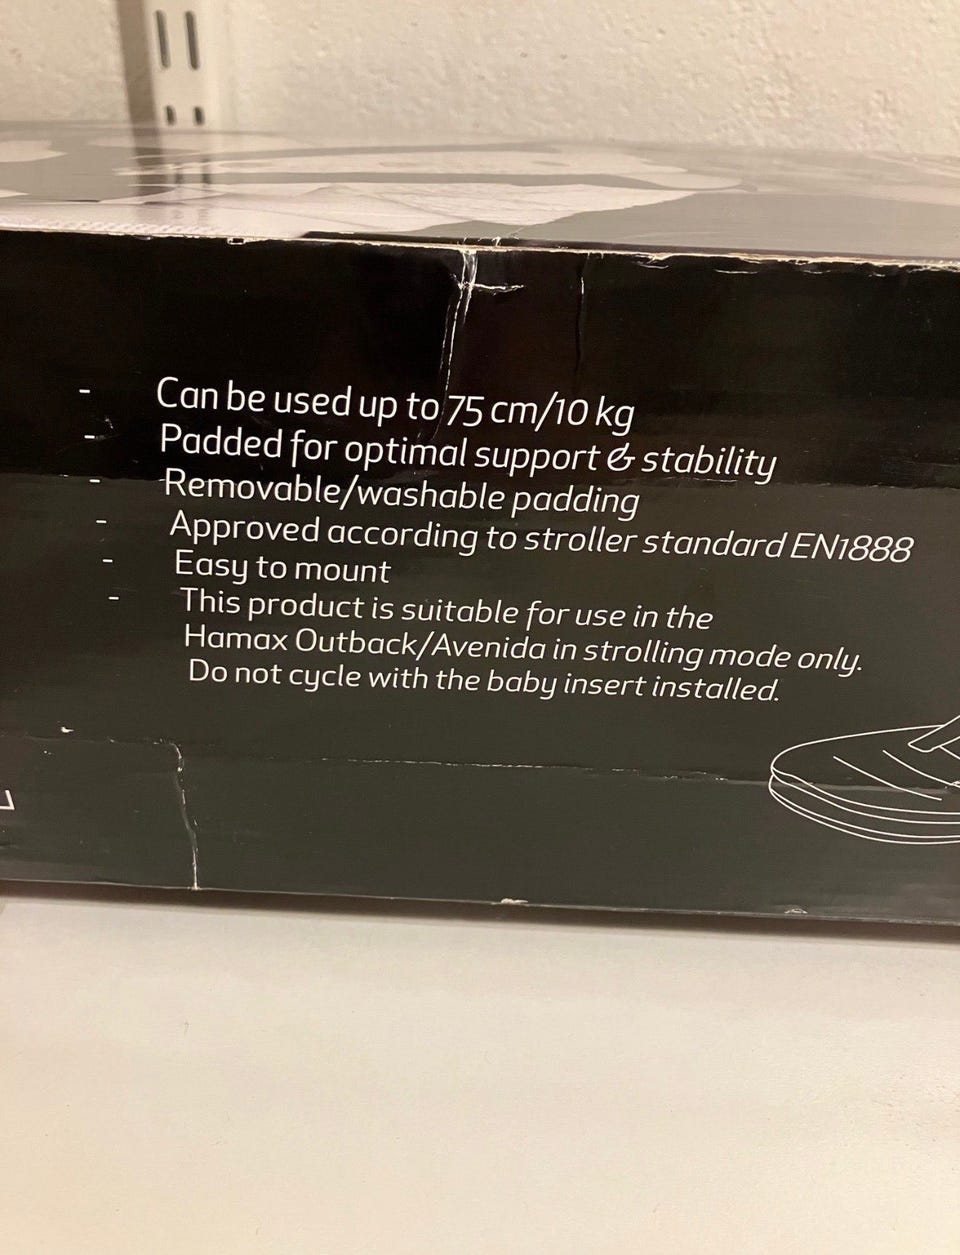 - Can be used up to 75 cm/10 kg
- Padded for optimal support & stability
- Removable/washable padding
- Approved according to stroller standard EN1888
- Easy to mount
- This product is suitable for use in the
Hamax Outback/Avenida in strolling mode only.
Do not cycle with the baby insert installed.